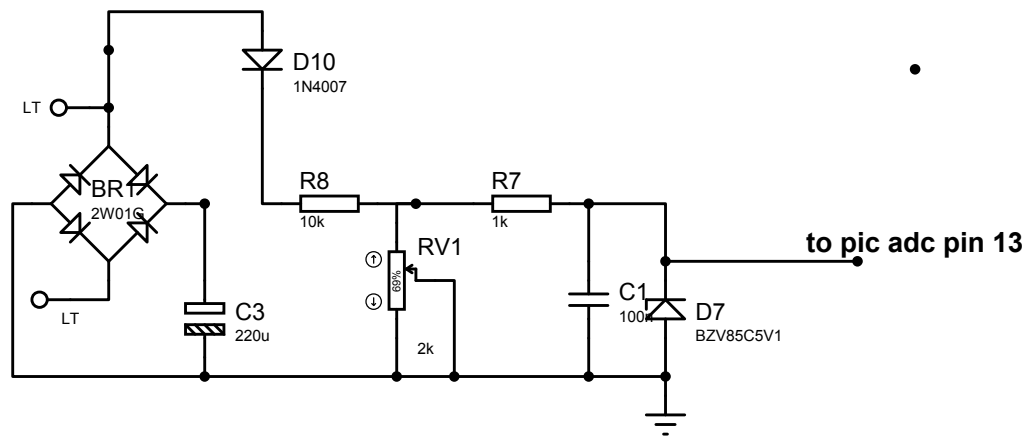 D10
1N4007
LT
R8
10k
R7
1k
BR1
2W01G
to pic adc pin 13
RV1
69%
2k
LT
C3
220u
C1
100n
D7
BZV85C5V1